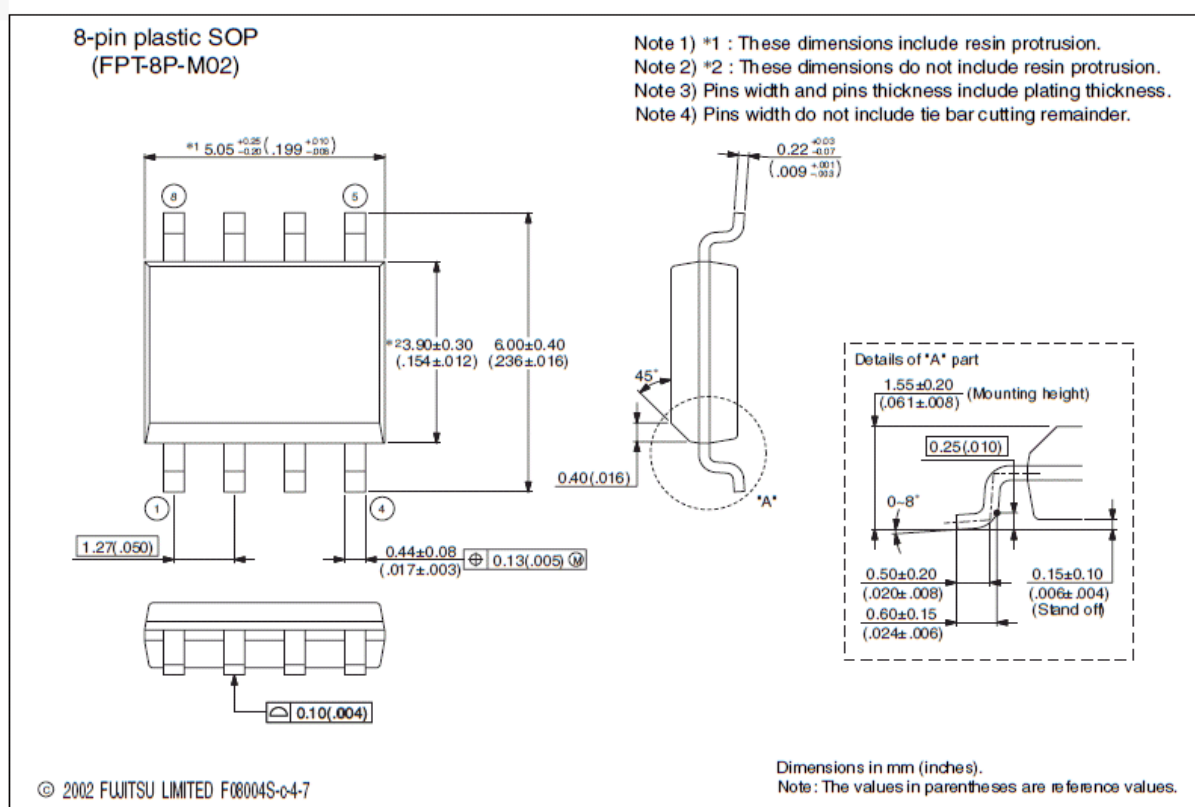 8-pin plastic SOP
(FPT-8P-M02)
Note 1) *1 : These dimensions include resin protrusion.
Note 2) *2 : These dimensions do not include resin protrusion.
Note 3) Pins width and pins thickness include plating thickness.
Note 4) Pins width do not include tie bar cutting remainder.
*1 5.05 +0.25 −0.20 (.199 +.010 −.008)
0.22 +0.03 −0.07
(.009 +.001 −.003)
8
5
*2 3.90±0.30
(.154±.012)
6.00±0.40
(.236±.016)
45°
0.40(.016)
"A"
Details of "A" part
1.55±0.20
(.061±.008)
(Mounting height)
0.25(.010)
0~8°
0.50±0.20
(.020±.008)
0.60±0.15
(.024±.006)
0.15±0.10
(.006±.004)
(Stand off)
1
4
1.27(.050)
0.44±0.08
(.017±.003)
⌖ 0.13(.005) Ⓜ
⌓ 0.10(.004)
© 2002 FUJITSU LIMITED F08004S-c-4-7
Dimensions in mm (inches).
Note : The values in parentheses are reference values.